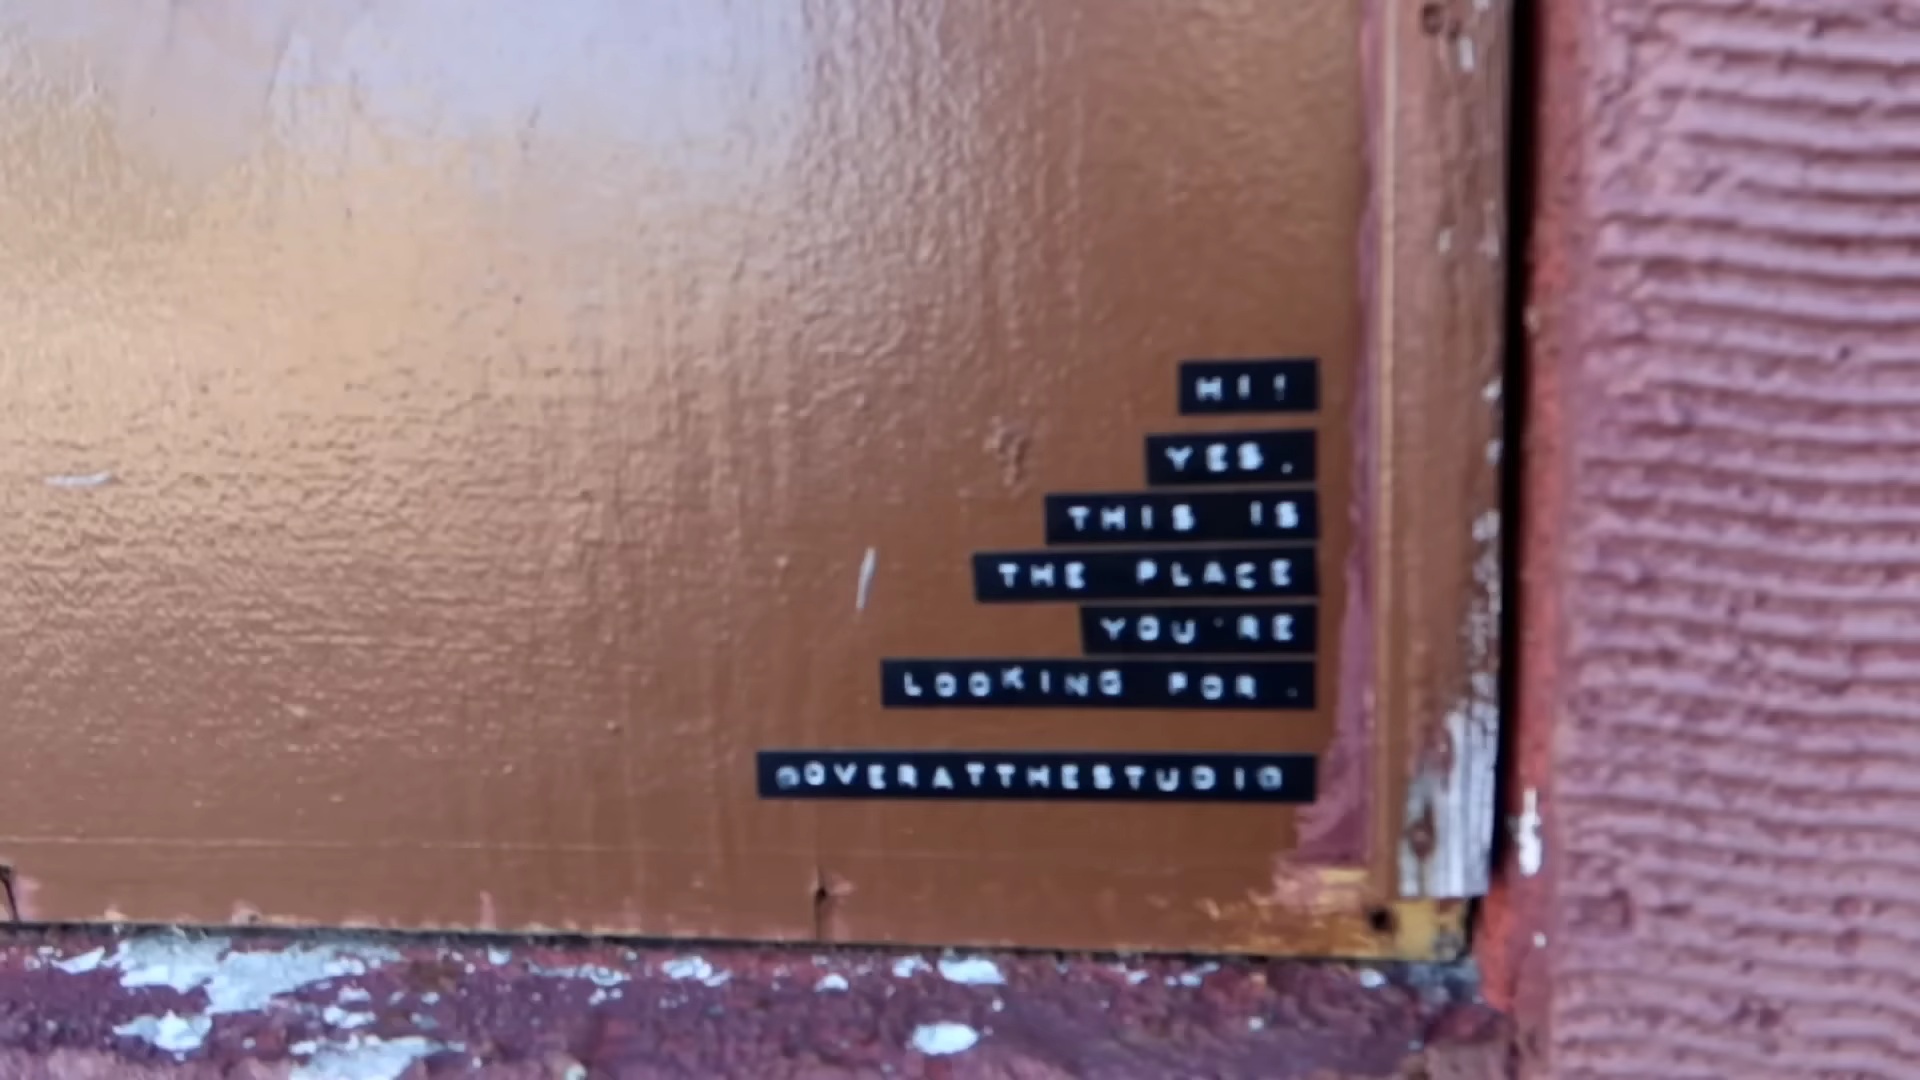 HI!
YES.
THIS IS
THE PLACE
YOU'RE
LOOKING FOR.
@OVERATTHESTUDIO